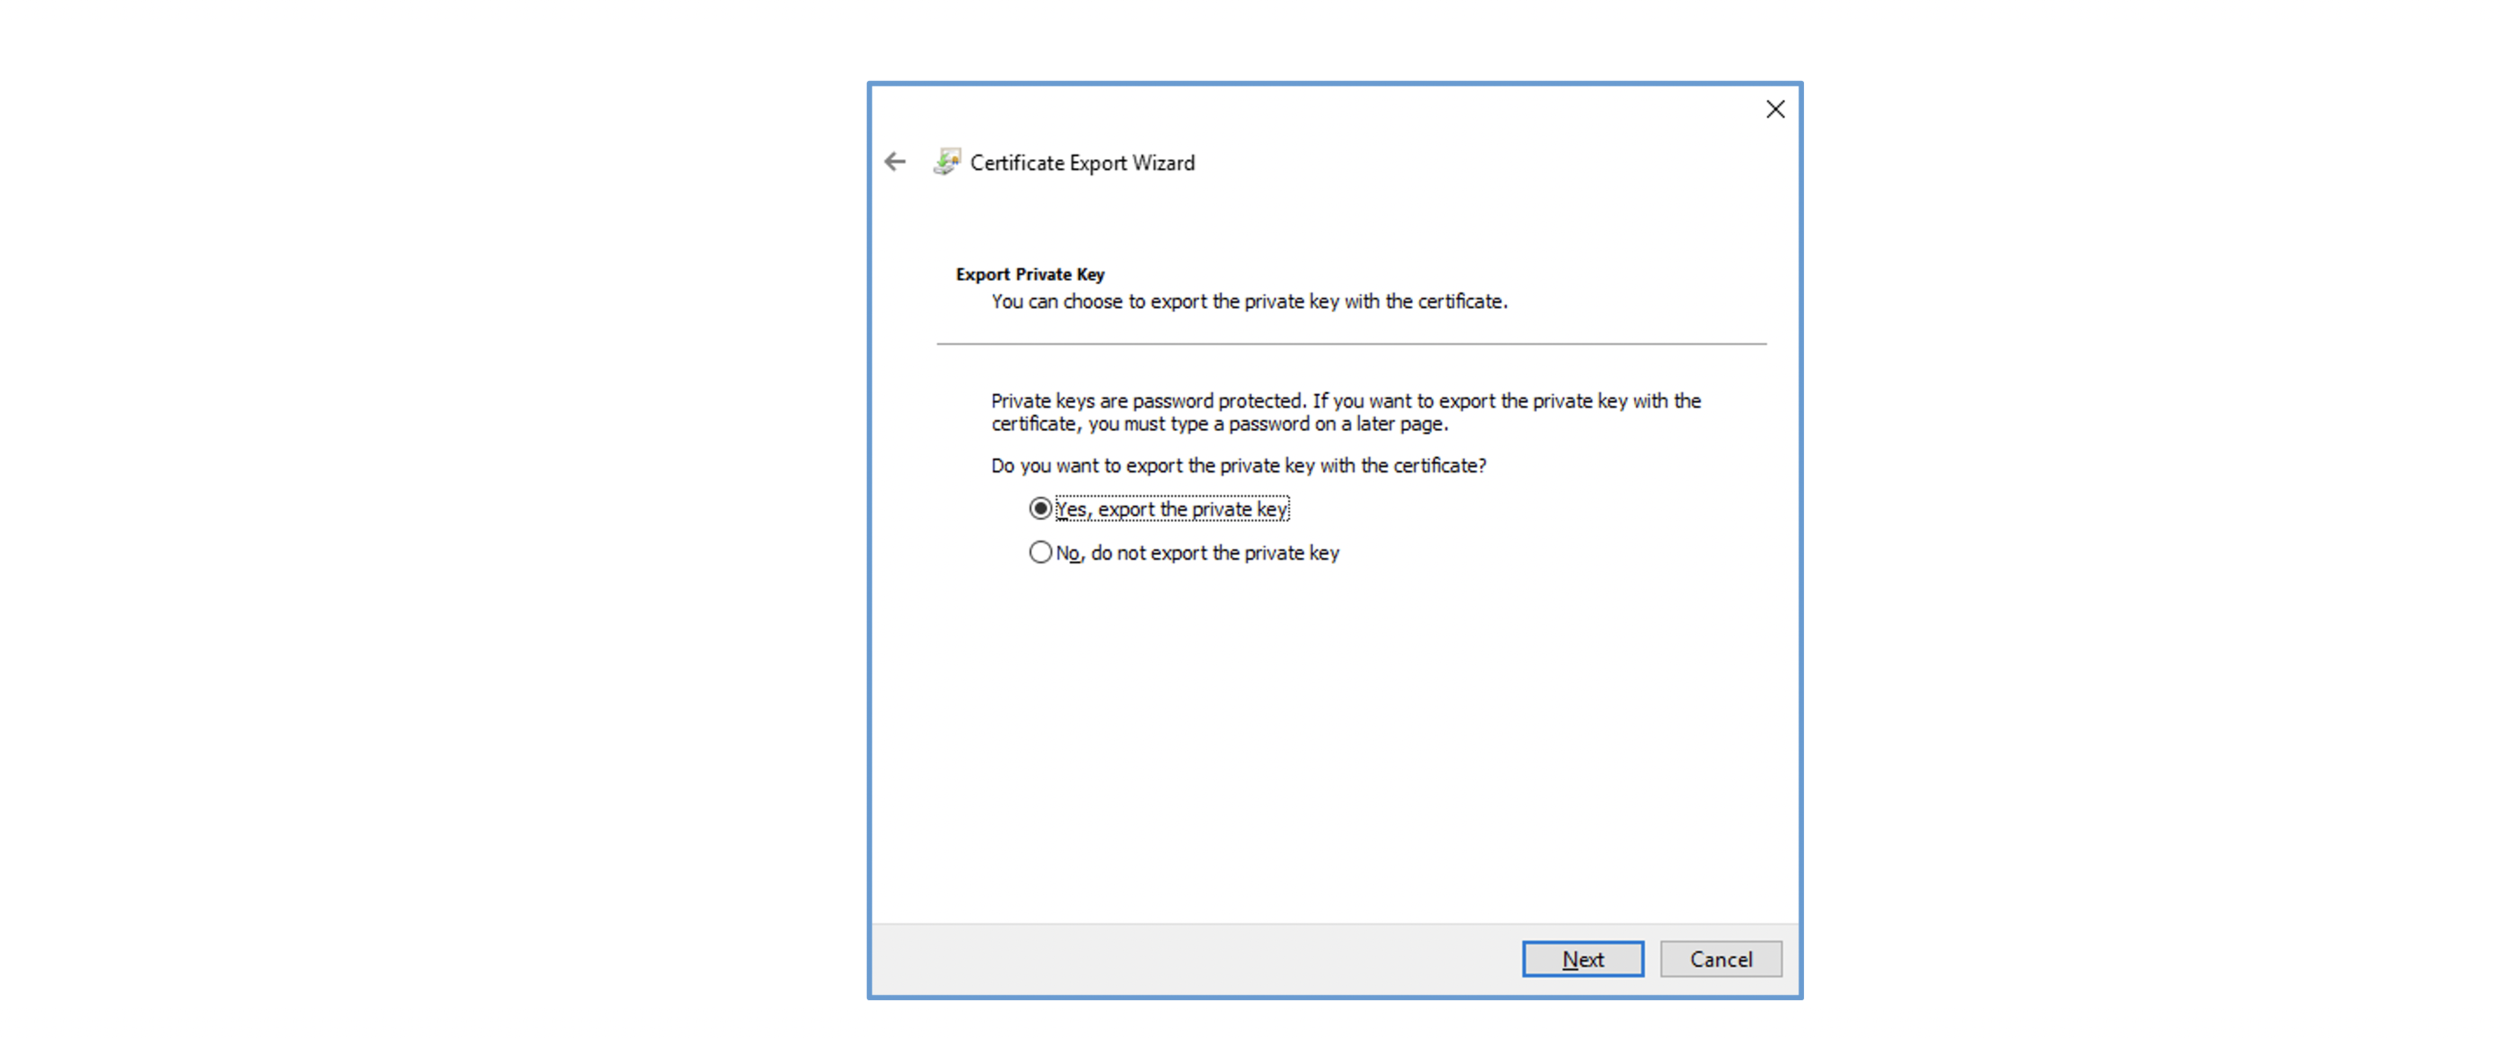 Certificate Export Wizard
Export Private Key
You can choose to export the private key with the certificate.
Private keys are password protected. If you want to export the private key with the
certificate, you must type a password on a later page.
Do you want to export the private key with the certificate?
Yes, export the private key
No, do not export the private key
Next
Cancel